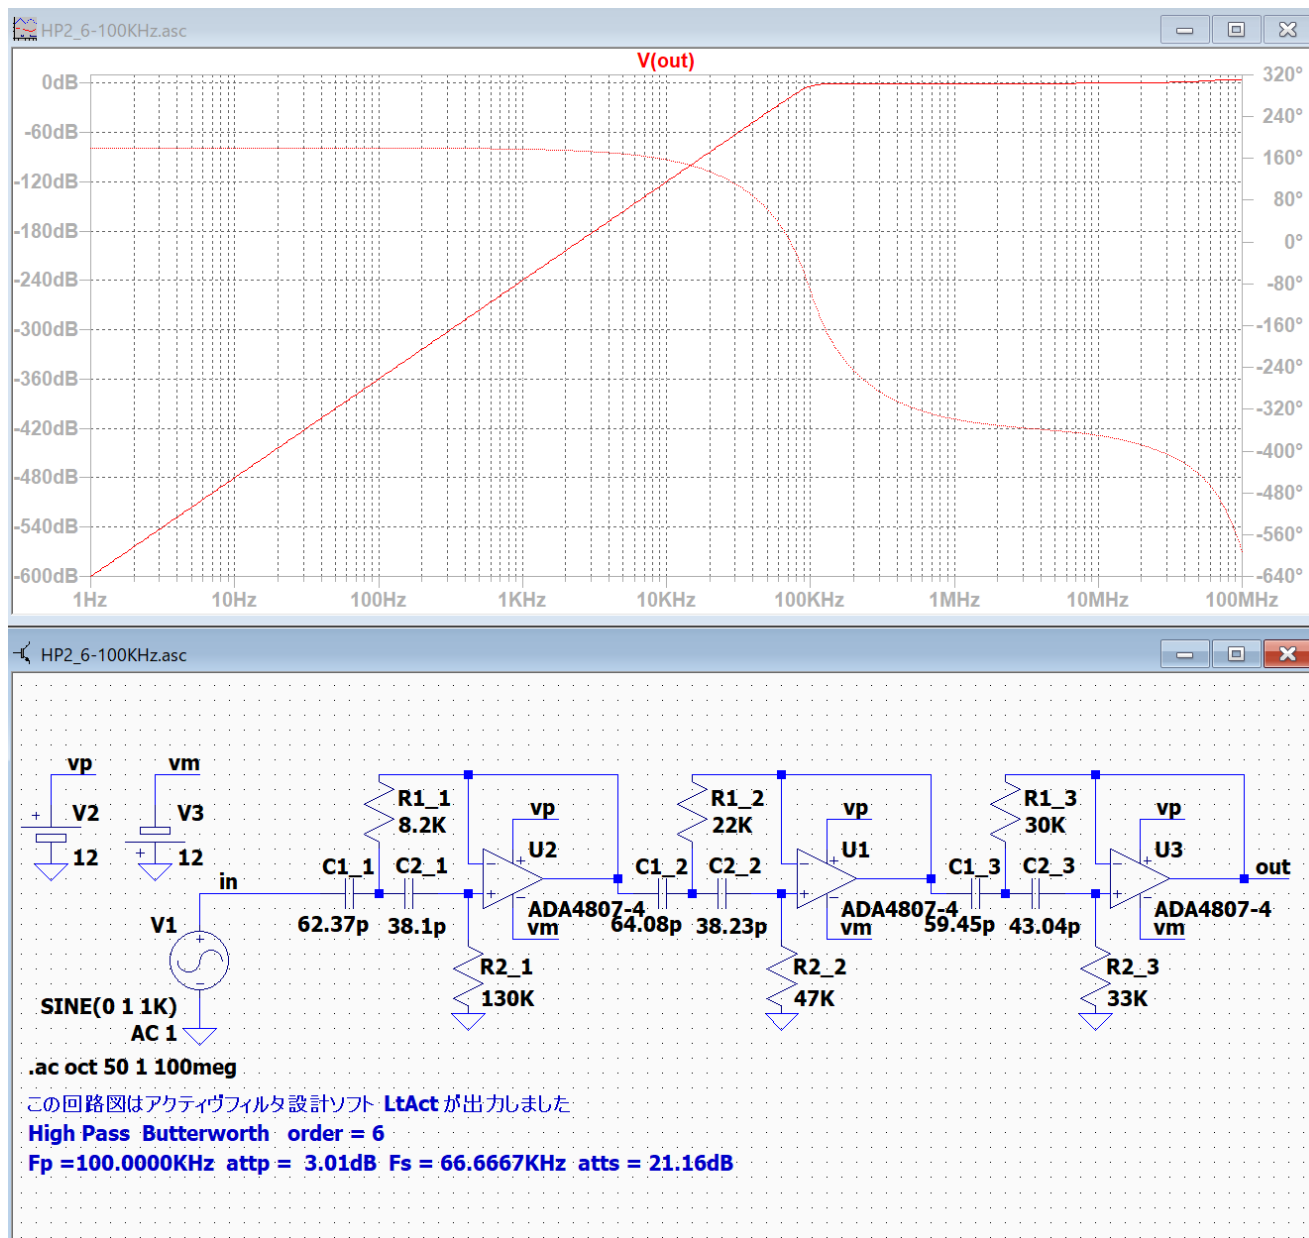 HP2_6-100KHz.asc
V(out)
0dB
-60dB
-120dB
-180dB
-240dB
-300dB
-360dB
-420dB
-480dB
-540dB
-600dB
320°
240°
160°
80°
0°
-80°
-160°
-240°
-320°
-400°
-480°
-560°
-640°
1Hz 10Hz 100Hz 1KHz 10KHz 100KHz 1MHz 10MHz 100MHz
HP2_6-100KHz.asc
vp vm
V2
12
V3
12
in
V1
SINE(0 1 1K)
AC 1
R1_1
8.2K
C1_1
62.37p
C2_1
38.1p
vp
U2
ADA4807-4
vm
R2_1
130K
R1_2
22K
C1_2
64.08p
C2_2
38.23p
vp
U1
ADA4807-4
vm
R2_2
47K
R1_3
30K
C1_3
59.45p
C2_3
43.04p
vp
U3
ADA4807-4
vm
R2_3
33K
out
.ac oct 50 1 100meg
この回路図はアクティヴフィルタ設計ソフト LtAct が出力しました
High Pass Butterworth order = 6
Fp =100.0000KHz attp = 3.01dB Fs = 66.6667KHz atts = 21.16dB